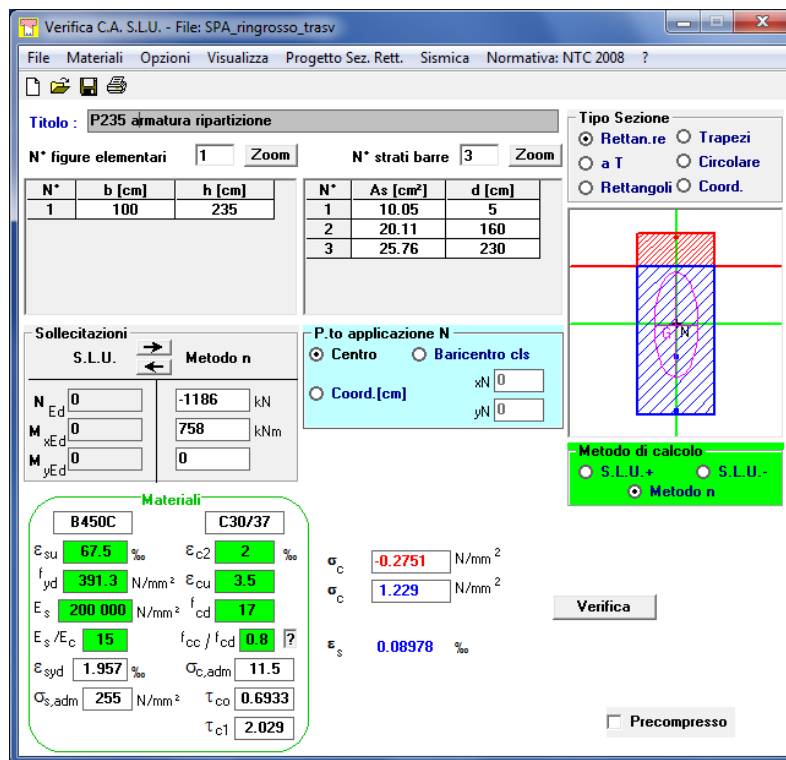 Verifica C.A. S.L.U. - File: SPA_ringrosso_trasv
File Materiali Opzioni Visualizza Progetto Sez. Rett. Sismica Normativa: NTC 2008 ?
Titolo : P235 armatura ripartizione
N° figure elementari 1 Zoom N° strati barre 3 Zoom
N° b [cm] h [cm]
1 100 235
N° As [cm²] d [cm]
1 10.05 5
2 20.11 160
3 25.76 230
Tipo Sezione
Rettan.re Trapezi
a T Circolare
Rettangoli Coord.
G N
Sollecitazioni
S.L.U. Metodo n
N Ed 0 -1186 kN
M xEd 0 758 kNm
M yEd 0 0
P.to applicazione N
Centro Baricentro cls
Coord.[cm] xN 0
yN 0
Metodo di calcolo
S.L.U.+ S.L.U.-
Metodo n
Materiali
B450C C30/37
εsu 67.5 ‰ εc2 2 ‰
fyd 391.3 N/mm² εcu 3.5
Es 200 000 N/mm² fcd 17
Es/Ec 15 fcc / fcd 0.8 ?
εsyd 1.957 ‰ σc,adm 11.5
σs,adm 255 N/mm² τco 0.6933
τc1 2.029
σc -0.2751 N/mm²
σc 1.229 N/mm²
εs 0.08978 ‰
Verifica
Precompresso